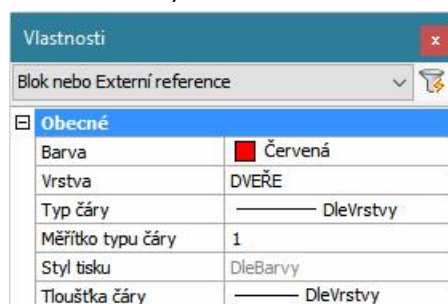 Vlastnosti x
Blok nebo Externí reference
Obecné
Barva Červená
Vrstva DVEŘE
Typ čáry DleVrstvy
Měřítko typu čáry 1
Styl tisku DleBarvy
Tloušťka čáry DleVrstvy